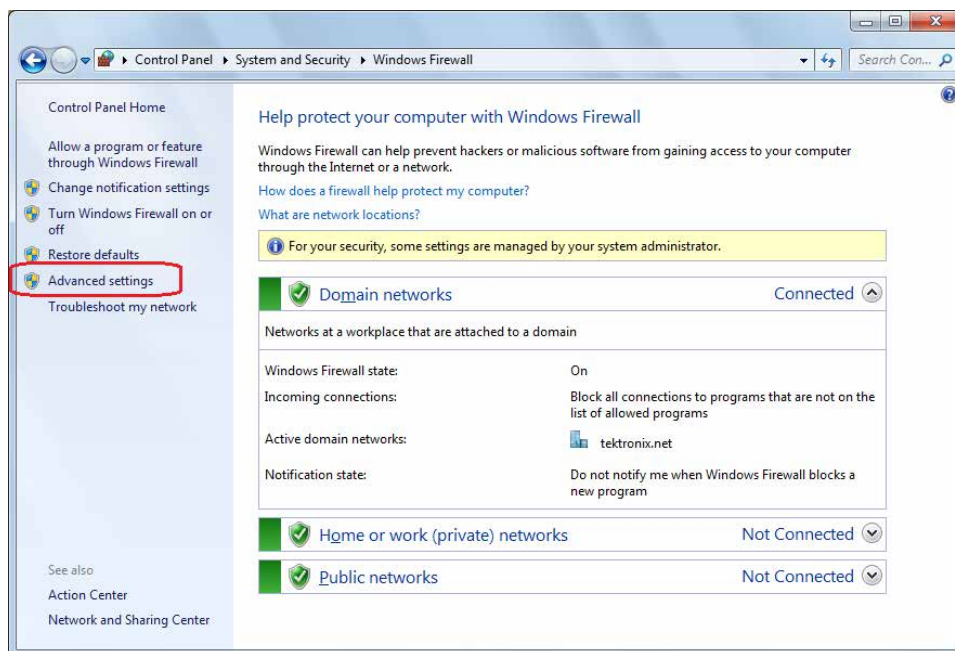 Control Panel ▸ System and Security ▸ Windows Firewall
Search Con...
Control Panel Home
Allow a program or feature
through Windows Firewall
Change notification settings
Turn Windows Firewall on or
off
Restore defaults
Advanced settings
Troubleshoot my network
See also
Action Center
Network and Sharing Center
Help protect your computer with Windows Firewall
Windows Firewall can help prevent hackers or malicious software from gaining access to your computer
through the Internet or a network.
How does a firewall help protect my computer?
What are network locations?
For your security, some settings are managed by your system administrator.
Domain networks Connected
Networks at a workplace that are attached to a domain
Windows Firewall state: On
Incoming connections: Block all connections to programs that are not on the
list of allowed programs
Active domain networks: tektronix.net
Notification state: Do not notify me when Windows Firewall blocks a
new program
Home or work (private) networks Not Connected
Public networks Not Connected